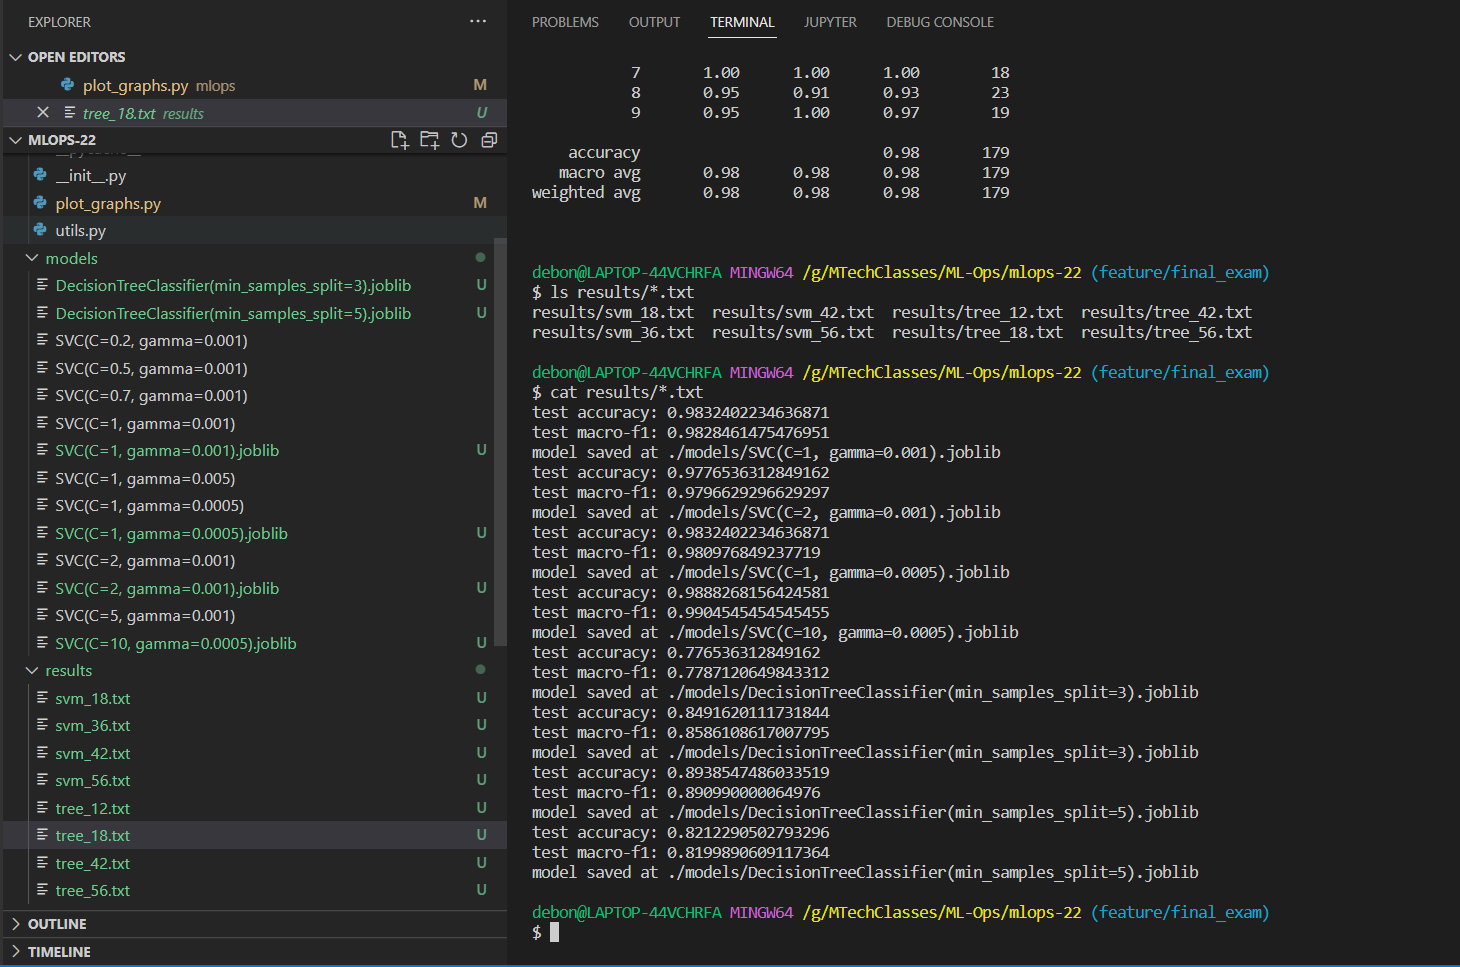 EXPLORER
···
OPEN EDITORS
plot_graphs.py mlops M
tree_18.txt results U
MLOPS-22
__pycache__
__init__.py
plot_graphs.py M
utils.py
models
DecisionTreeClassifier(min_samples_split=3).joblib U
DecisionTreeClassifier(min_samples_split=5).joblib U
SVC(C=0.2, gamma=0.001)
SVC(C=0.5, gamma=0.001)
SVC(C=0.7, gamma=0.001)
SVC(C=1, gamma=0.001)
SVC(C=1, gamma=0.001).joblib U
SVC(C=1, gamma=0.005)
SVC(C=1, gamma=0.0005)
SVC(C=1, gamma=0.0005).joblib U
SVC(C=2, gamma=0.001)
SVC(C=2, gamma=0.001).joblib U
SVC(C=5, gamma=0.001)
SVC(C=10, gamma=0.0005).joblib U
results
svm_18.txt U
svm_36.txt U
svm_42.txt U
svm_56.txt U
tree_12.txt U
tree_18.txt U
tree_42.txt U
tree_56.txt U
OUTLINE
TIMELINE
PROBLEMS OUTPUT TERMINAL JUPYTER DEBUG CONSOLE
7 1.00 1.00 1.00 18
8 0.95 0.91 0.93 23
9 0.95 1.00 0.97 19
accuracy 0.98 179
macro avg 0.98 0.98 0.98 179
weighted avg 0.98 0.98 0.98 179
debon@LAPTOP-44VCHRFA MINGW64 /g/MTechClasses/ML-Ops/mlops-22 (feature/final_exam)
$ ls results/*.txt
results/svm_18.txt results/svm_42.txt results/tree_12.txt results/tree_42.txt
results/svm_36.txt results/svm_56.txt results/tree_18.txt results/tree_56.txt
debon@LAPTOP-44VCHRFA MINGW64 /g/MTechClasses/ML-Ops/mlops-22 (feature/final_exam)
$ cat results/*.txt
test accuracy: 0.9832402234636871
test macro-f1: 0.9828461475476951
model saved at ./models/SVC(C=1, gamma=0.001).joblib
test accuracy: 0.9776536312849162
test macro-f1: 0.9796629296629297
model saved at ./models/SVC(C=2, gamma=0.001).joblib
test accuracy: 0.9832402234636871
test macro-f1: 0.980976849237719
model saved at ./models/SVC(C=1, gamma=0.0005).joblib
test accuracy: 0.9888268156424581
test macro-f1: 0.9904545454545455
model saved at ./models/SVC(C=10, gamma=0.0005).joblib
test accuracy: 0.776536312849162
test macro-f1: 0.7787120649843312
model saved at ./models/DecisionTreeClassifier(min_samples_split=3).joblib
test accuracy: 0.8491620111731844
test macro-f1: 0.8586108617007795
model saved at ./models/DecisionTreeClassifier(min_samples_split=3).joblib
test accuracy: 0.8938547486033519
test macro-f1: 0.890990000064976
model saved at ./models/DecisionTreeClassifier(min_samples_split=5).joblib
test accuracy: 0.8212290502793296
test macro-f1: 0.8199890609117364
model saved at ./models/DecisionTreeClassifier(min_samples_split=5).joblib
debon@LAPTOP-44VCHRFA MINGW64 /g/MTechClasses/ML-Ops/mlops-22 (feature/final_exam)
$